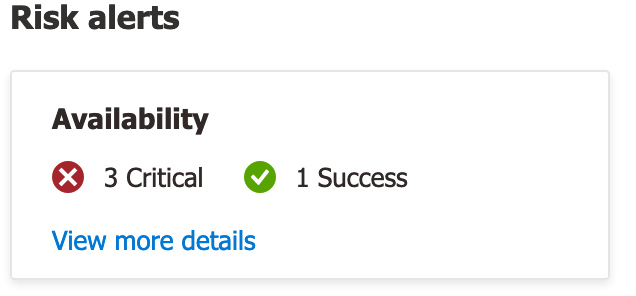 Risk alerts
Availability
3 Critical 1 Success
View more details